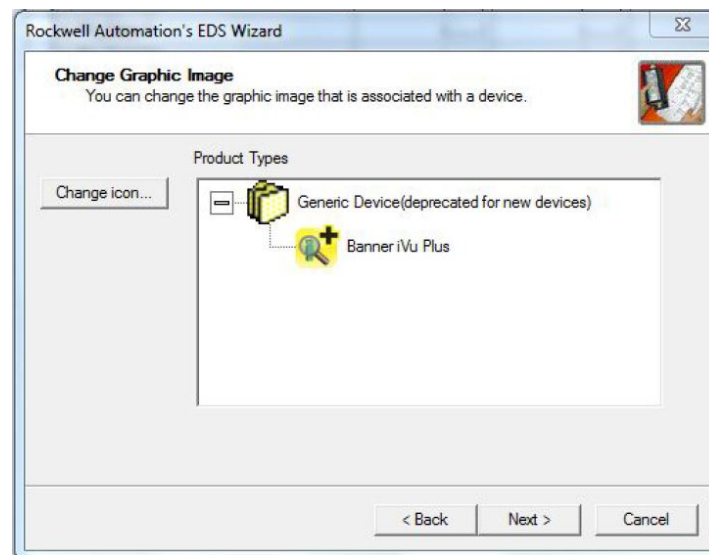 Rockwell Automation's EDS Wizard
Change Graphic Image
You can change the graphic image that is associated with a device.
Product Types
Change icon...
Generic Device(deprecated for new devices)
Banner iVu Plus
< Back Next > Cancel